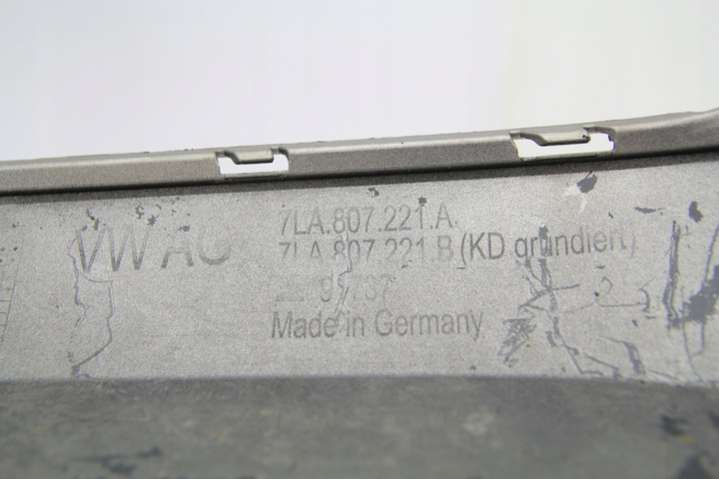 VW AG
7LA.807.221.A.
7LA.807.221.B (KD grundiert)
Made in Germany